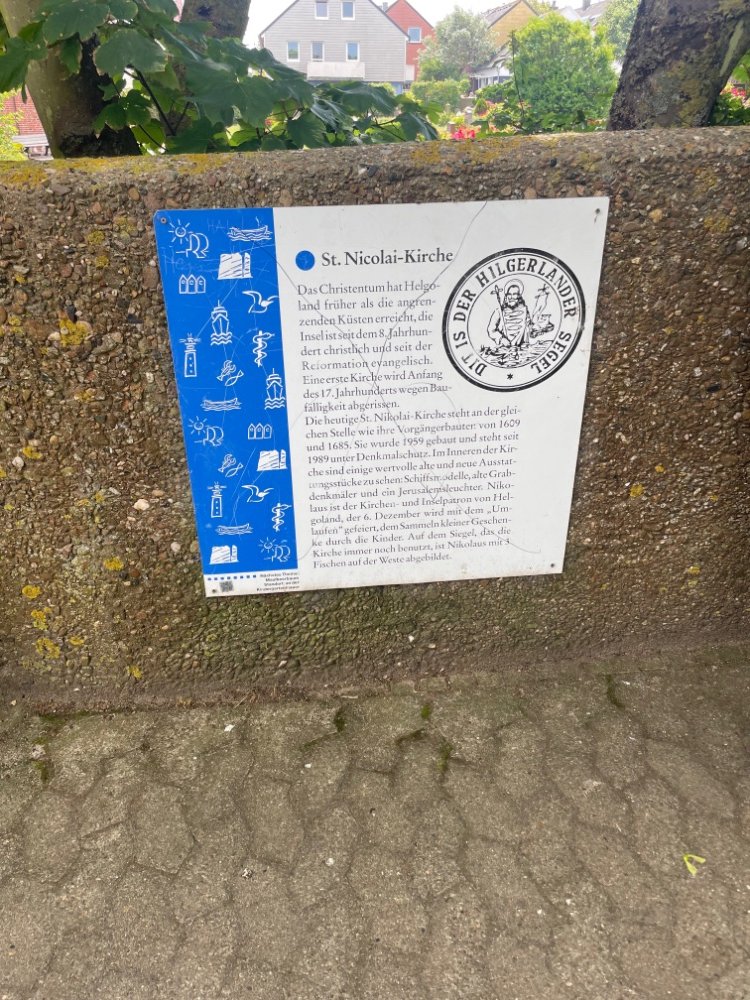 St. Nicolai-Kirche
Das Christentum hat Helgo-
land früher als die angren-
zenden Küsten erreicht, die
Insel ist seit dem 8. Jahrhun-
dert christlich und seit der
Reformation evangelisch.
Eine erste Kirche wird Anfang
des 17. Jahrhunderts wegen Bau-
fälligkeit abgerissen.
Die heutige St. Nikolai-Kirche steht an der glei-
chen Stelle wie ihre Vorgängerbauten: von 1609
und 1685. Sie wurde 1959 gebaut und steht seit
1989 unter Denkmalschutz. Im Inneren der Kir-
che sind einige wertvolle alte und neue Ausstat-
tungsstücke zu sehen: Schiffsmodelle, alte Grab-
denkmäler und ein Jerusalemsleuchter. Niko-
laus ist der Kirchen- und Inselpatron von Hel-
goland, der 6. Dezember wird mit dem „Um-
laufen“ gefeiert, dem Sammeln kleiner Geschen-
ke durch die Kinder. Auf dem Siegel, das die
Kirche immer noch benutzt, ist Nikolaus mit 3
Fischen auf der Weste abgebildet.
DIT IS DER HILGERLANDER SEGEL
Nächstes Thema:
Standort: an der